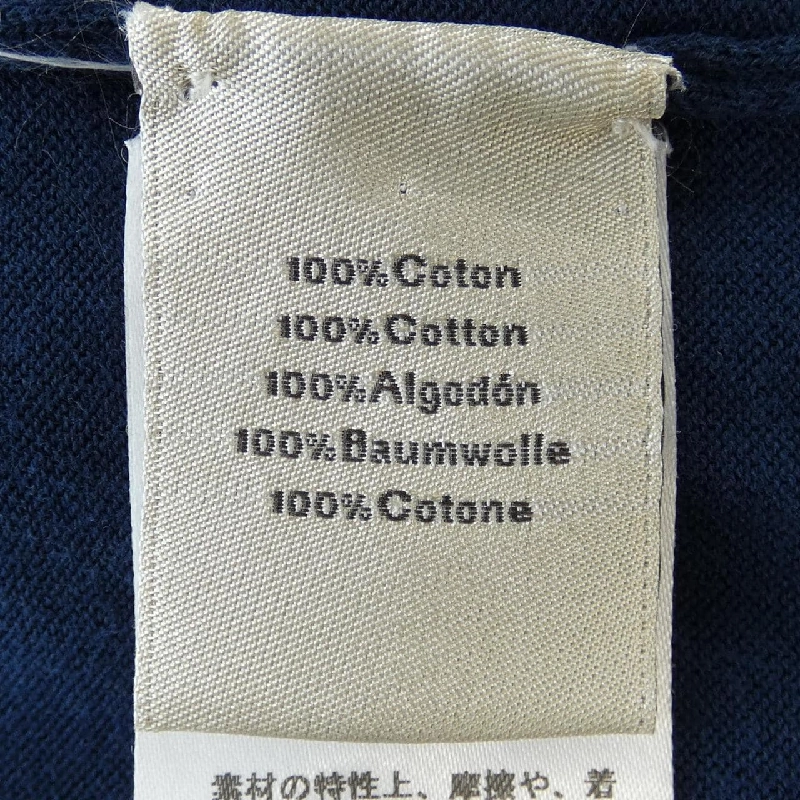 100% Coton
100% Cotton
100% Algodón
100% Baumwolle
100% Cotone
素材の特性上、摩擦や、着